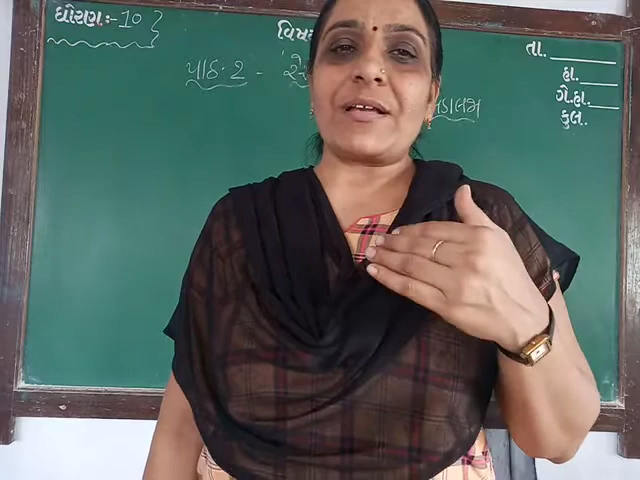 ધોરણ:-10
વિષય
પાઠ:2 -
તા.
હા.
ગે.હા.
કુલ.